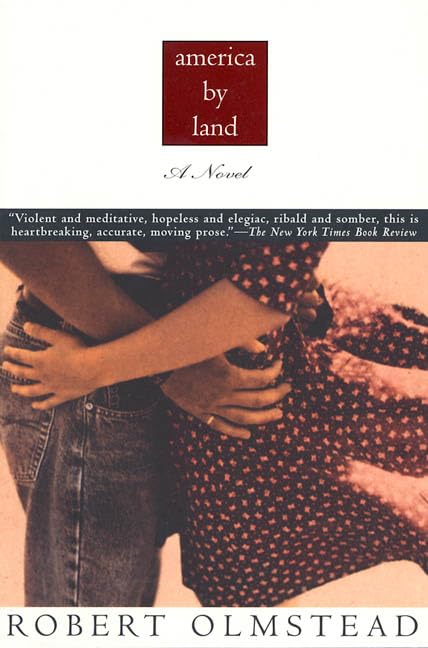 america
by
land
A Novel
“Violent and meditative, hopeless and elegiac, ribald and somber, this is
heartbreaking, accurate, moving prose.”—The New York Times Book Review
ROBERT OLMSTEAD